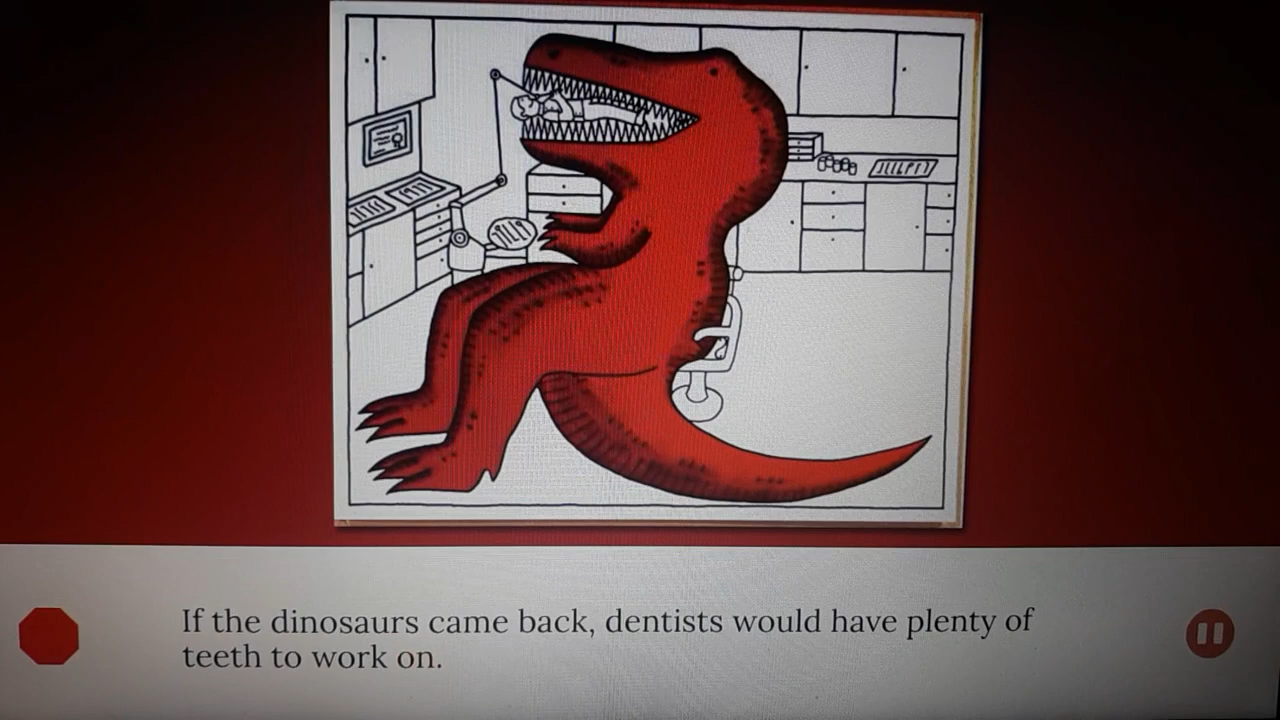 If the dinosaurs came back, dentists would have plenty of
teeth to work on.